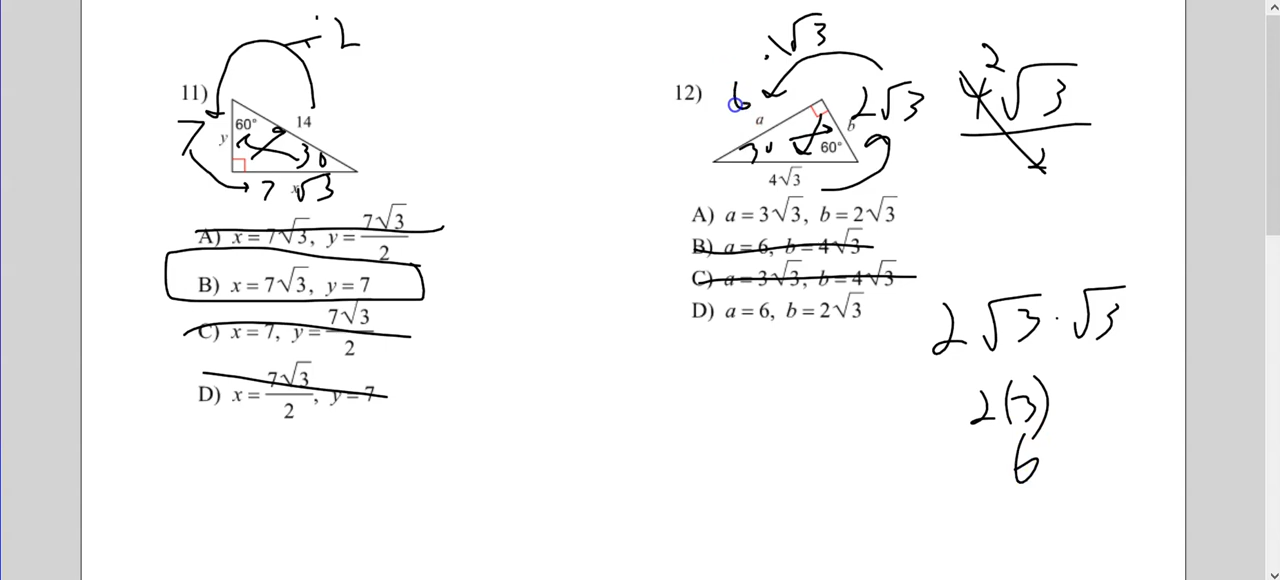 ÷2
11)
60°
14
y
7
30
7√3
A) x = 7√3, y = 7√3/2
B) x = 7√3, y = 7
C) x = 7, y = 7√3/2
D) x = 7√3/2, y = 7
·√3
12)
6
a
2√3
b
30
60°
4√3
A) a = 3√3, b = 2√3
B) a = 6, b = 4√3
C) a = 3√3, b = 4√3
D) a = 6, b = 2√3
2
4√3
2
2√3 · √3
2(3)
6